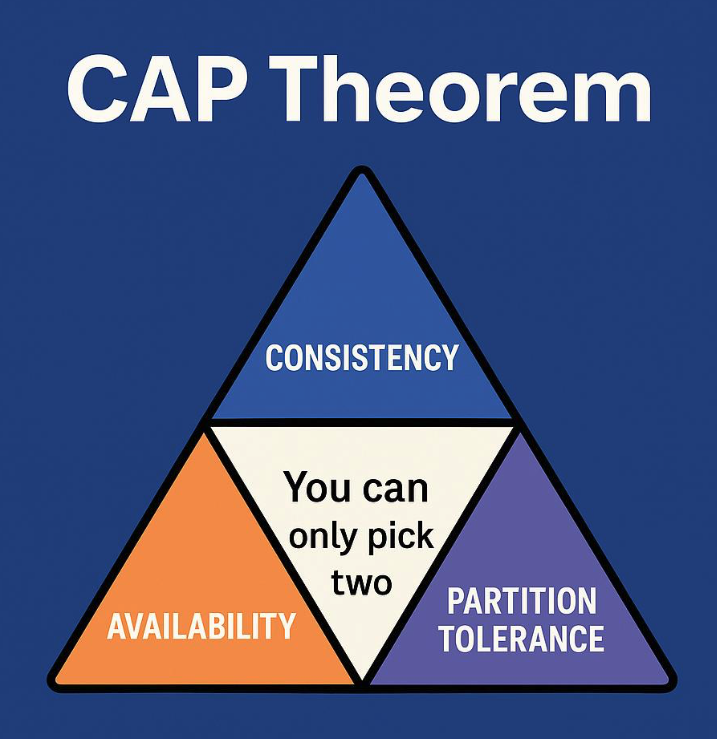 CAP Theorem
CONSISTENCY
You can
only pick
two
AVAILABILITY
PARTITION
TOLERANCE